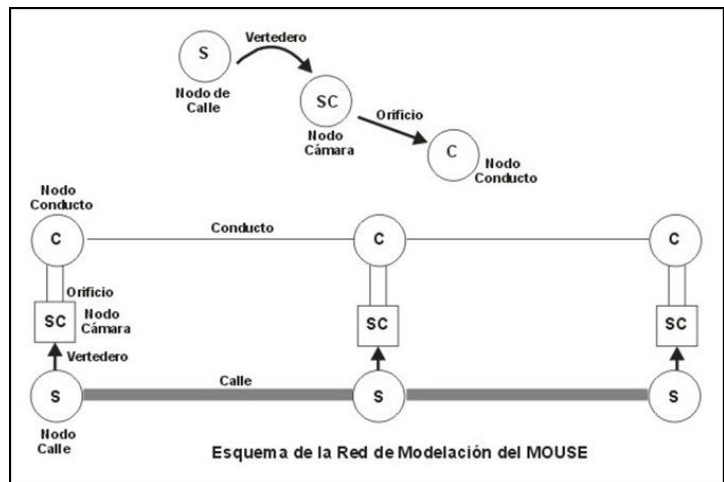 S
Vertedero
Nodo de
Calle
SC
Nodo
Cámara
Orificio
C
Nodo
Conducto
Nodo
Conducto
C
Conducto
C
C
Orificio
SC
Nodo
Cámara
SC
SC
Vertedero
S
Calle
S
S
Nodo
Calle
Esquema de la Red de Modelación del MOUSE